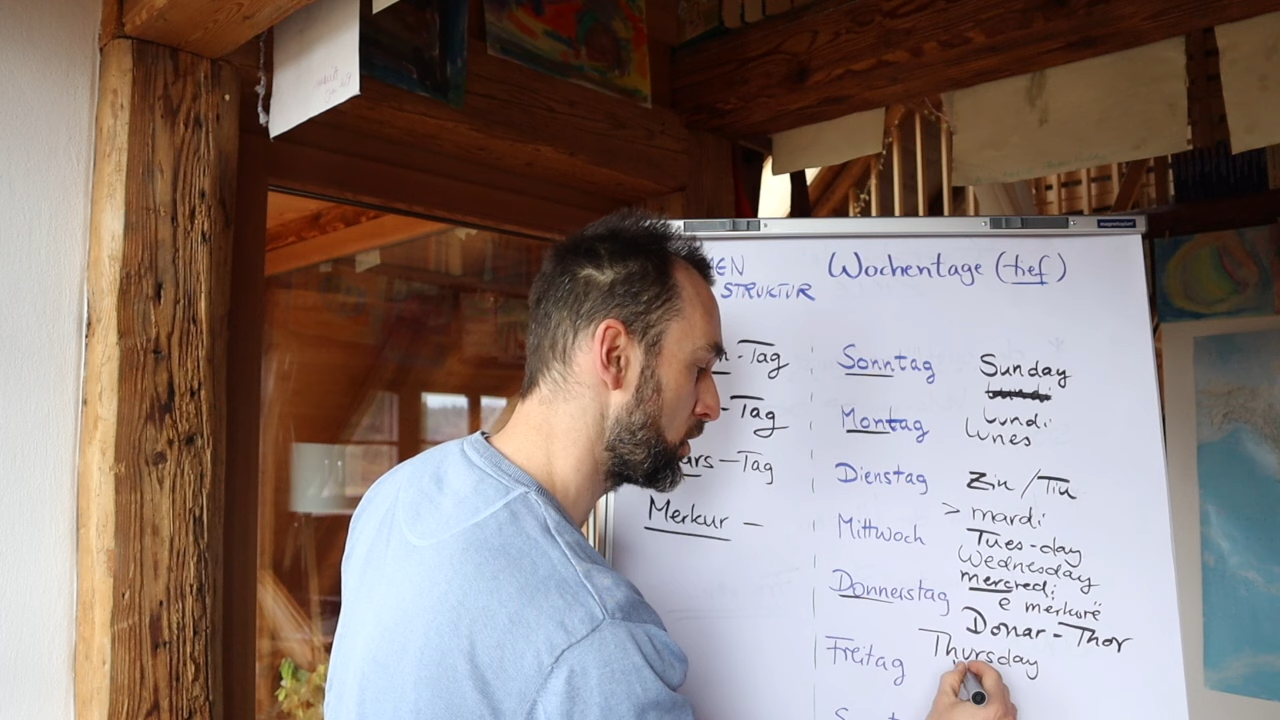 Wochentage (tief)
STRUKTUR
-Tag
Sonntag
Sunday
-Tag
Montag
Lundi
Lunes
-Tag
Dienstag
Ziu / Tiu
> mardi
Merkur -
Mittwoch
Tues-day
Wednesday
mercredi
e merkorë
Donnerstag
Donar - Thor
Freitag
Thursday